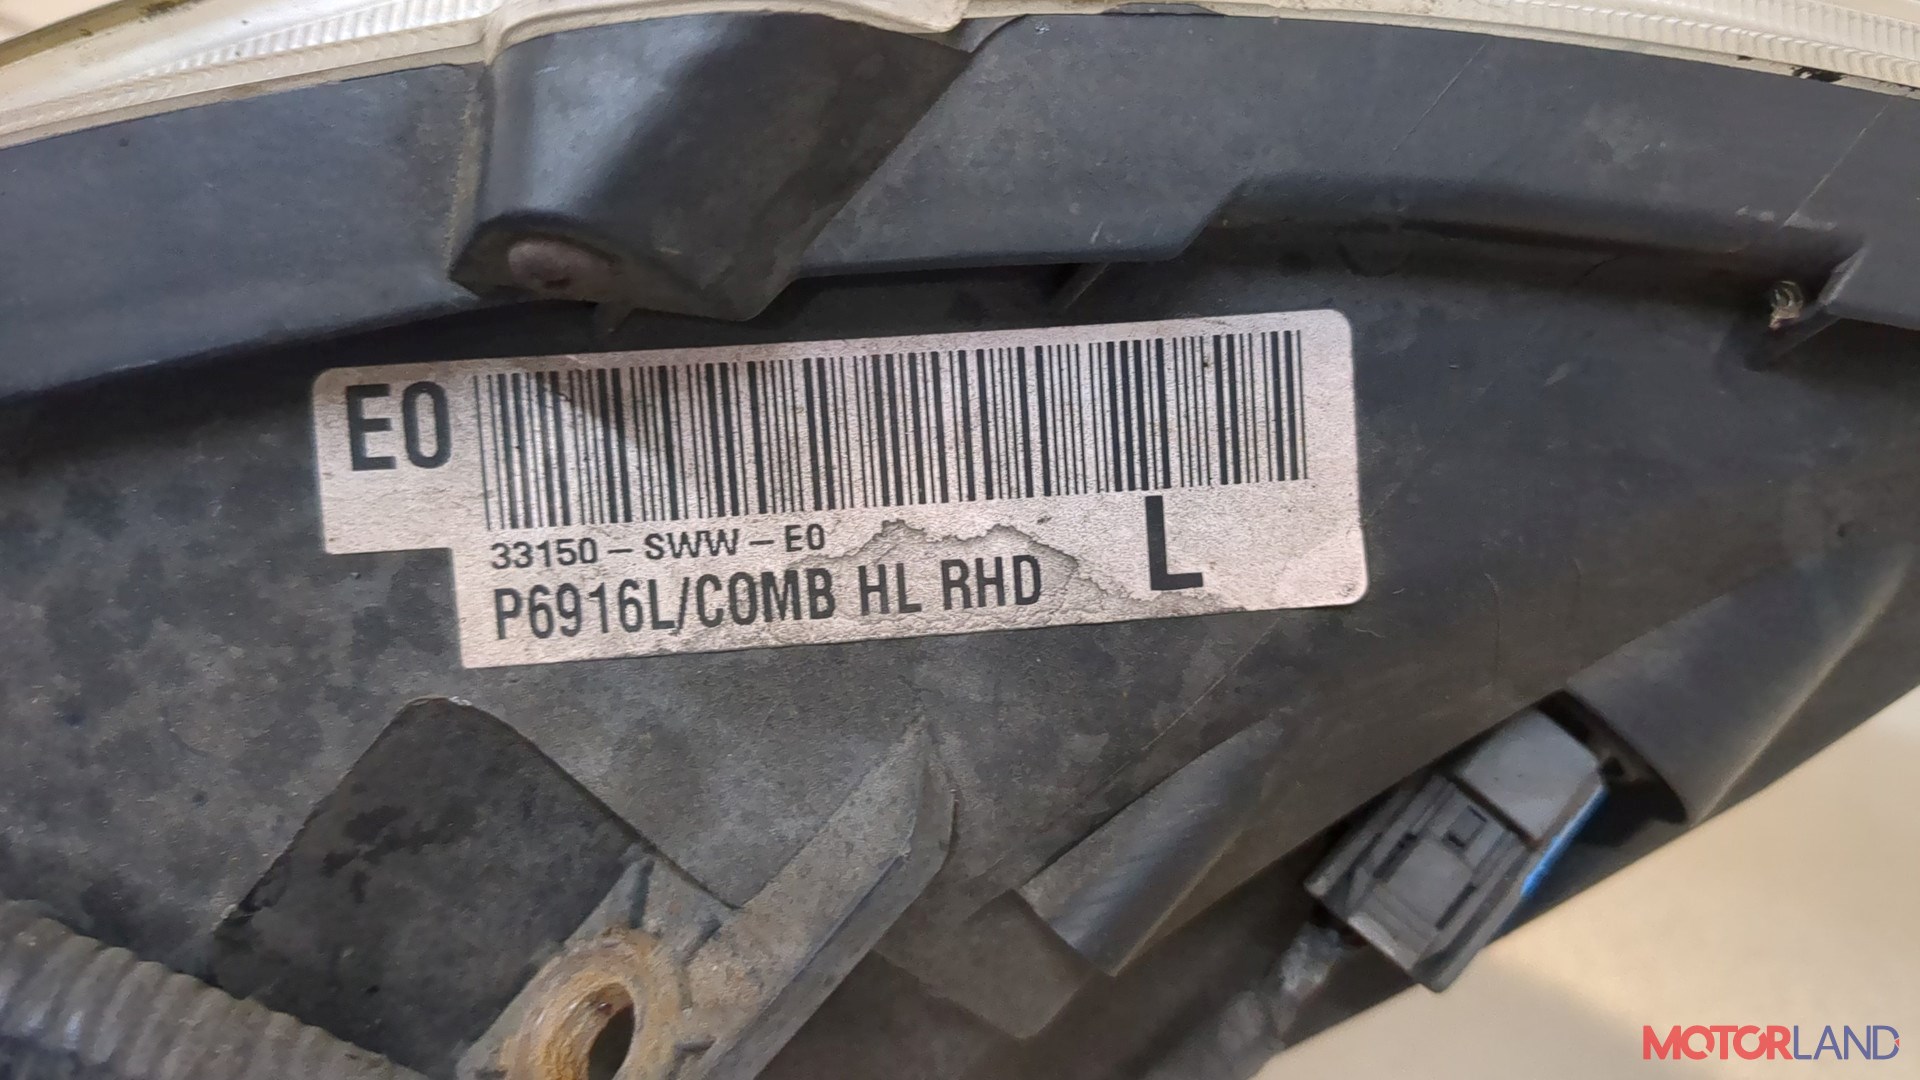 E0
33150-SWW-E0
P6916L/COMB HL RHD
L
MOTORLAND